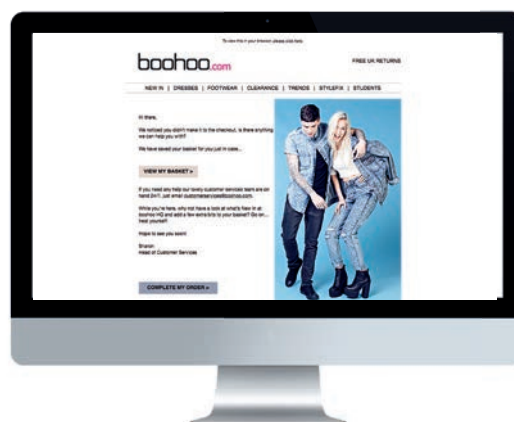 To view this in your browser, please click here.
boohoo.com
FREE UK RETURNS
NEW IN | DRESSES | FOOTWEAR | CLEARANCE | TRENDS | STYLEFIX | STUDENTS
Hi there,
We noticed you didn't make it to the checkout, is there anything
we can help you with?
We have saved your basket for you just in case...
VIEW MY BASKET >
If you need any help our lovely customer services team are on
hand 24/7, just email customerservices@boohoo.com.
While you're here, why not have a look at what's New in at
boohoo HQ and add a few extra bits to your basket? Go on...
treat yourself!
Hope to see you soon!
Sharon
Head of Customer Services
COMPLETE MY ORDER >